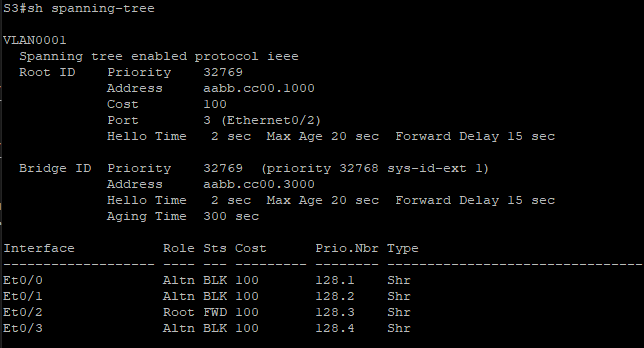 S3#sh spanning-tree
VLAN0001
  Spanning tree enabled protocol ieee
  Root ID    Priority    32769
             Address     aabb.cc00.1000
             Cost        100
             Port        3 (Ethernet0/2)
             Hello Time   2 sec  Max Age 20 sec  Forward Delay 15 sec
  Bridge ID  Priority    32769  (priority 32768 sys-id-ext 1)
             Address     aabb.cc00.3000
             Hello Time   2 sec  Max Age 20 sec  Forward Delay 15 sec
             Aging Time  300 sec
Interface           Role Sts Cost      Prio.Nbr Type
------------------- ---- --- --------- -------- --------------------------------
Et0/0               Altn BLK 100       128.1    Shr
Et0/1               Altn BLK 100       128.2    Shr
Et0/2               Root FWD 100       128.3    Shr
Et0/3               Altn BLK 100       128.4    Shr